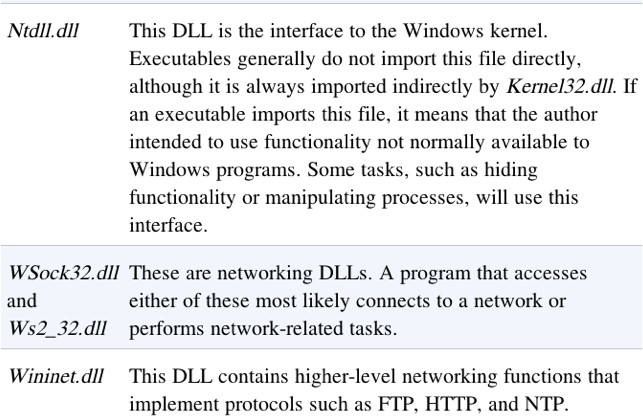 Ntdll.dll This DLL is the interface to the Windows kernel.
Executables generally do not import this file directly,
although it is always imported indirectly by Kernel32.dll. If
an executable imports this file, it means that the author
intended to use functionality not normally available to
Windows programs. Some tasks, such as hiding
functionality or manipulating processes, will use this
interface.
WSock32.dll These are networking DLLs. A program that accesses
and either of these most likely connects to a network or
Ws2_32.dll performs network-related tasks.
Wininet.dll This DLL contains higher-level networking functions that
implement protocols such as FTP, HTTP, and NTP.